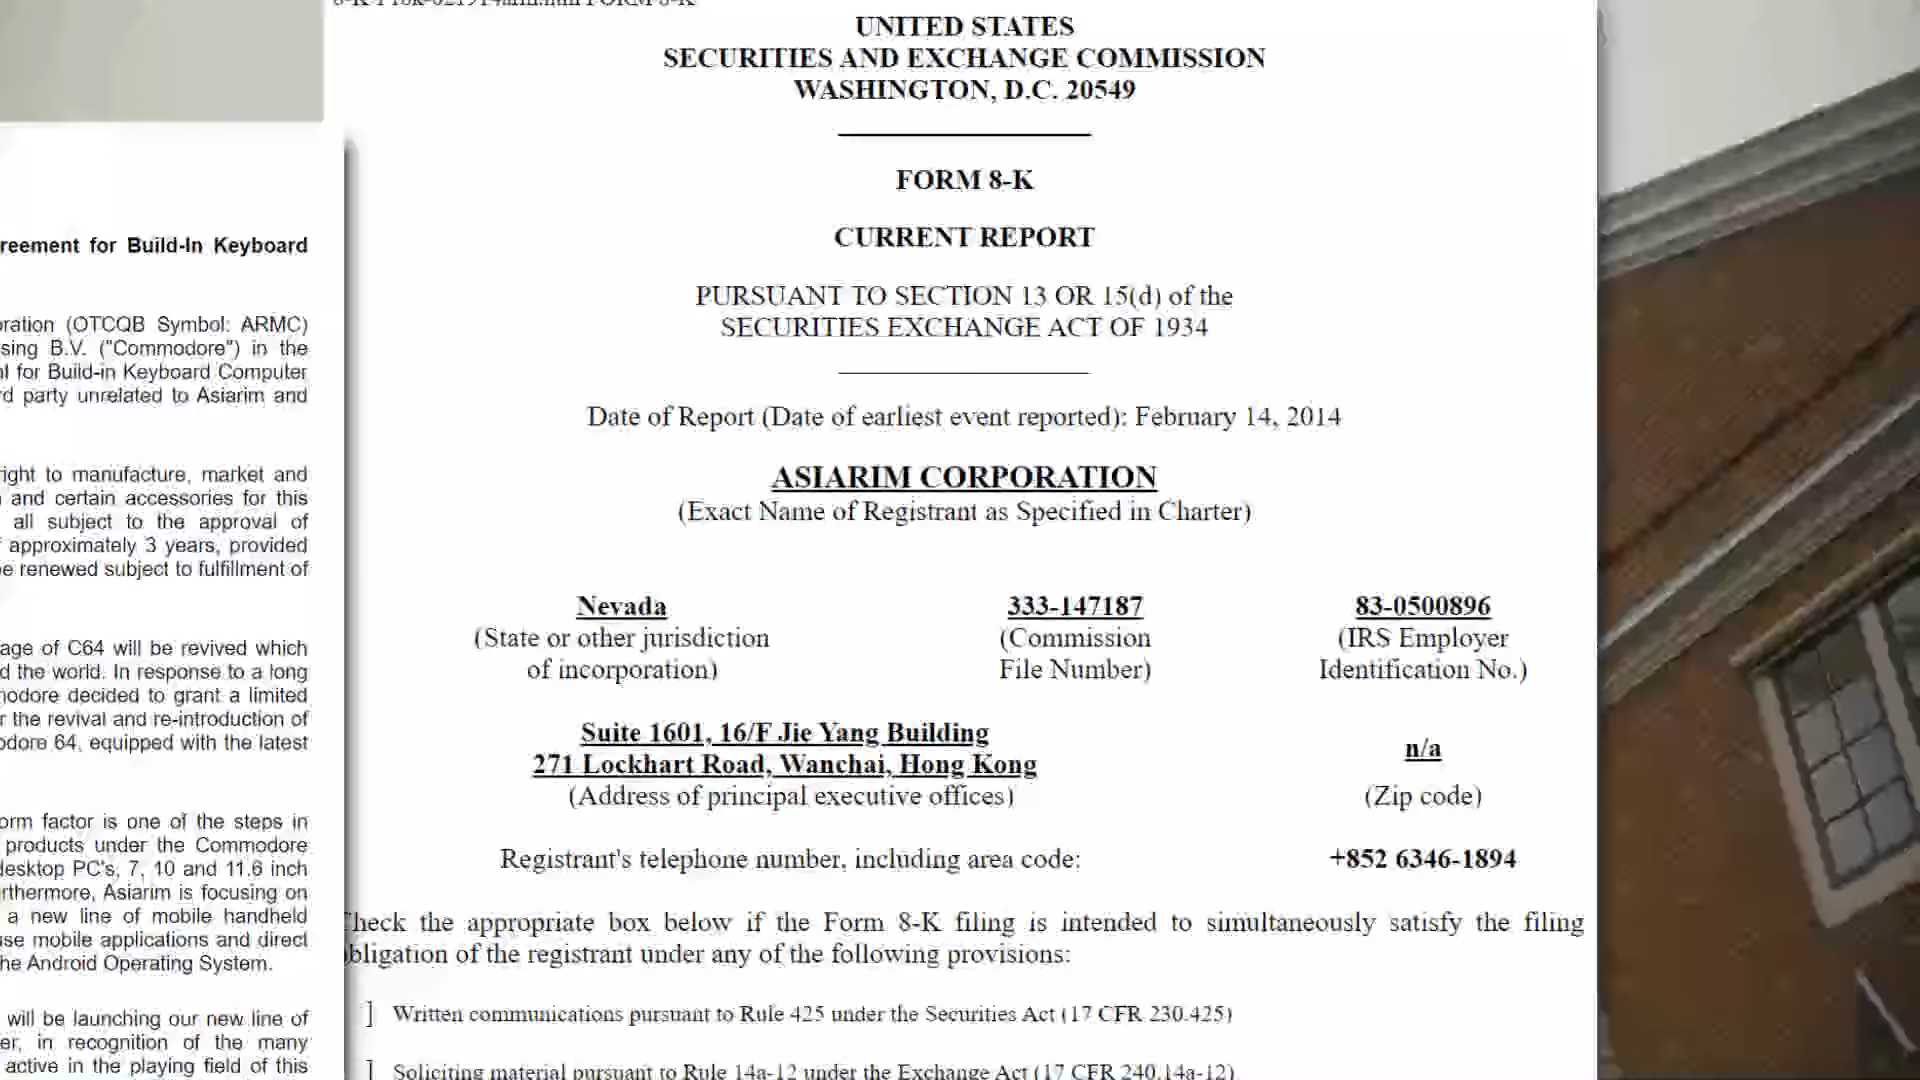 UNITED STATES
SECURITIES AND EXCHANGE COMMISSION
WASHINGTON, D.C. 20549
FORM 8-K
CURRENT REPORT
PURSUANT TO SECTION 13 OR 15(d) of the
SECURITIES EXCHANGE ACT OF 1934
Date of Report (Date of earliest event reported): February 14, 2014
ASIARIM CORPORATION
(Exact Name of Registrant as Specified in Charter)
Nevada 333-147187 83-0500896
(State or other jurisdiction (Commission (IRS Employer
of incorporation) File Number) Identification No.)
Suite 1601, 16/F Jie Yang Building
271 Lockhart Road, Wanchai, Hong Kong n/a
(Address of principal executive offices) (Zip code)
Registrant's telephone number, including area code: +852 6346-1894
Check the appropriate box below if the Form 8-K filing is intended to simultaneously satisfy the filing
obligation of the registrant under any of the following provisions:
] Written communications pursuant to Rule 425 under the Securities Act (17 CFR 230.425)
] Soliciting material pursuant to Rule 14a-12 under the Exchange Act (17 CFR 240.14a-12)
reement for Build-In Keyboard
oration (OTCQB Symbol: ARMC)
sing B.V. ("Commodore") in the
for Build-in Keyboard Computer
rd party unrelated to Asiarim and
right to manufacture, market and
and certain accessories for this
all subject to the approval of
approximately 3 years, provided
e renewed subject to fulfillment of
age of C64 will be revived which
d the world. In response to a long
modore decided to grant a limited
r the revival and re-introduction of
odore 64, equipped with the latest
orm factor is one of the steps in
products under the Commodore
desktop PC's, 7, 10 and 11.6 inch
urthermore, Asiarim is focusing on
a new line of mobile handheld
use mobile applications and direct
he Android Operating System.
will be launching our new line of
er, in recognition of the many
active in the playing field of this